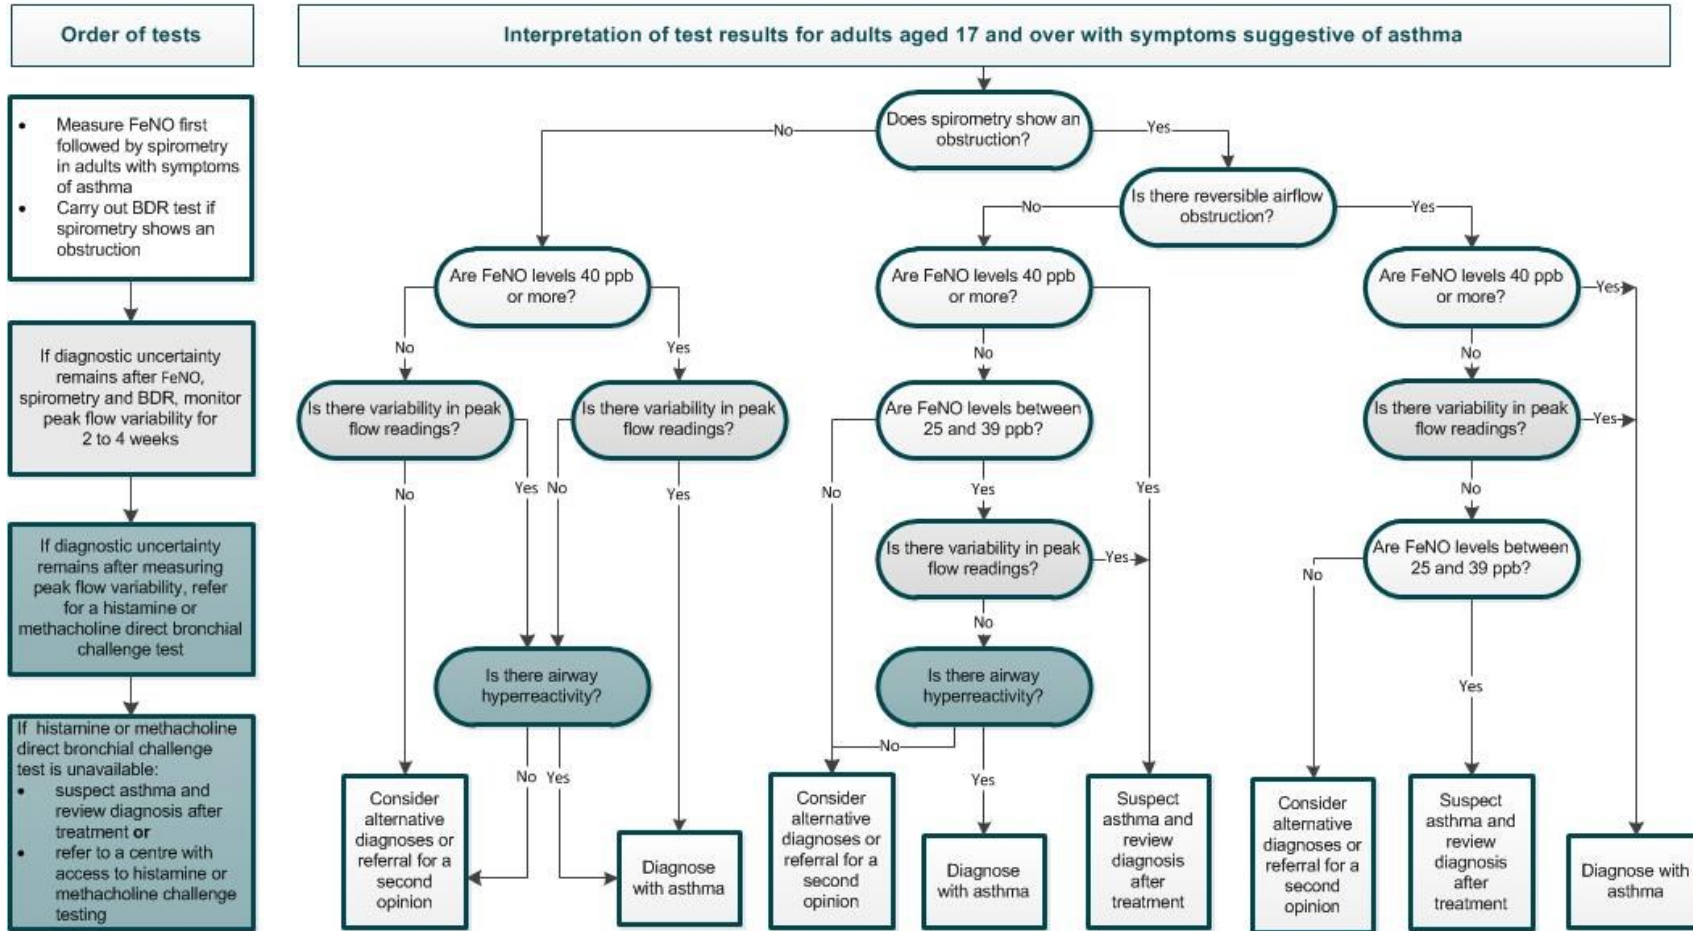 Order of tests
Interpretation of test results for adults aged 17 and over with symptoms suggestive of asthma
• Measure FeNO first
followed by spirometry
in adults with symptoms
of asthma
• Carry out BDR test if
spirometry shows an
obstruction
If diagnostic uncertainty
remains after FeNO,
spirometry and BDR, monitor
peak flow variability for
2 to 4 weeks
If diagnostic uncertainty
remains after measuring
peak flow variability, refer
for a histamine or
methacholine direct bronchial
challenge test
If histamine or methacholine
direct bronchial challenge
test is unavailable:
• suspect asthma and
review diagnosis after
treatment or
• refer to a centre with
access to histamine or
methacholine challenge
testing
Does spirometry show an
obstruction?
No
Yes
Is there reversible airflow
obstruction?
No
Yes
Are FeNO levels 40 ppb
or more?
No
Yes
Is there variability in peak
flow readings?
Is there variability in peak
flow readings?
No
Yes
No
Yes
Is there airway
hyperreactivity?
No
Yes
Consider
alternative
diagnoses or
referral for a
second
opinion
Diagnose
with asthma
Are FeNO levels 40 ppb
or more?
No
Yes
Are FeNO levels between
25 and 39 ppb?
No
Yes
Is there variability in peak
flow readings?
Yes
No
Is there airway
hyperreactivity?
No
Yes
Consider
alternative
diagnoses or
referral for a
second
opinion
Diagnose
with asthma
Suspect
asthma and
review
diagnosis
after
treatment
Are FeNO levels 40 ppb
or more?
Yes
No
Is there variability in peak
flow readings?
Yes
No
Are FeNO levels between
25 and 39 ppb?
No
Yes
Consider
alternative
diagnoses or
referral for a
second
opinion
Suspect
asthma and
review
diagnosis
after
treatment
Diagnose with
asthma